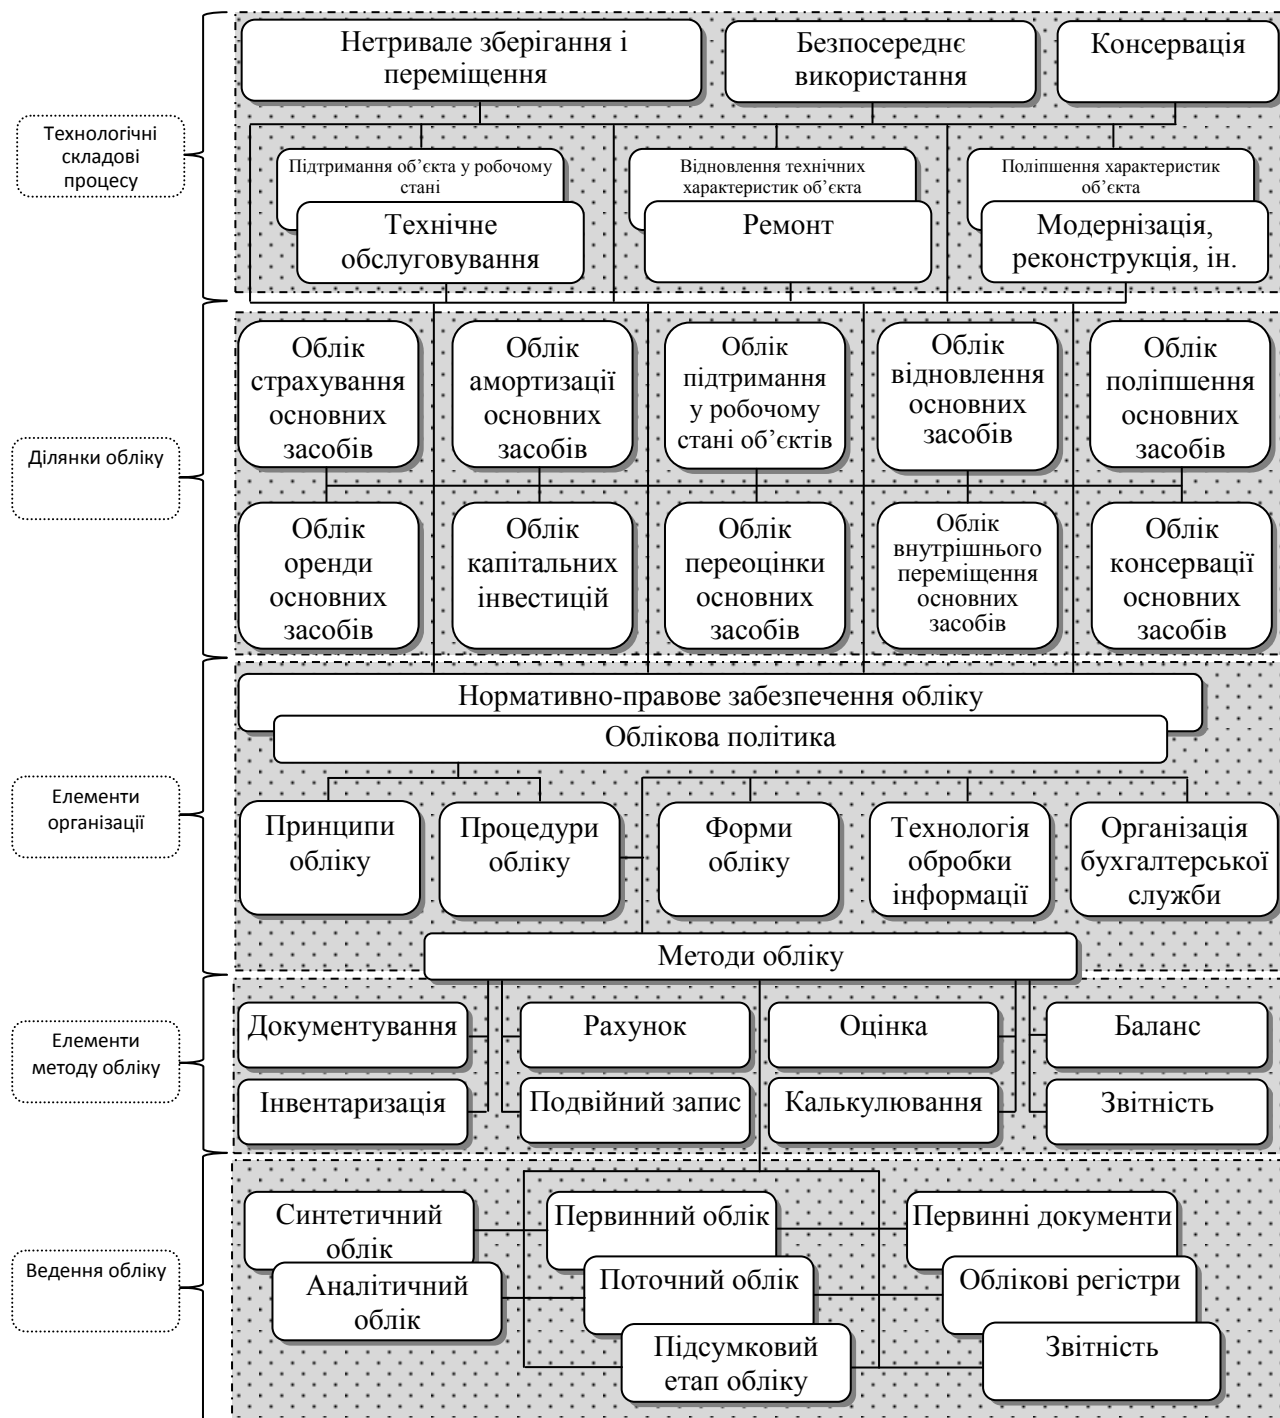 Нетривале зберігання і
переміщення
Безпосереднє
використання
Консервація
Технологічні
складові
процесу
Підтримання об’єкта у робочому
стані
Технічне
обслуговування
Відновлення технічних
характеристик об’єкта
Ремонт
Поліпшення характеристик
об’єкта
Модернізація,
реконструкція, ін.
Ділянки обліку
Облік
страхування
основних
засобів
Облік
амортизації
основних
засобів
Облік
підтримання
у робочому
стані об’єктів
Облік
відновлення
основних
засобів
Облік
поліпшення
основних
засобів
Облік
оренди
основних
засобів
Облік
капітальних
інвестицій
Облік
переоцінки
основних
засобів
Облік
внутрішнього
переміщення
основних
засобів
Облік
консервації
основних
засобів
Елементи
організації
Нормативно-правове забезпечення обліку
Облікова політика
Принципи
обліку
Процедури
обліку
Форми
обліку
Технологія
обробки
інформації
Організація
бухгалтерської
служби
Методи обліку
Елементи
методу обліку
Документування
Рахунок
Оцінка
Баланс
Інвентаризація
Подвійний запис
Калькулювання
Звітність
Ведення обліку
Синтетичний
облік
Аналітичний
облік
Первинний облік
Поточний облік
Підсумковий
етап обліку
Первинні документи
Облікові регістри
Звітність